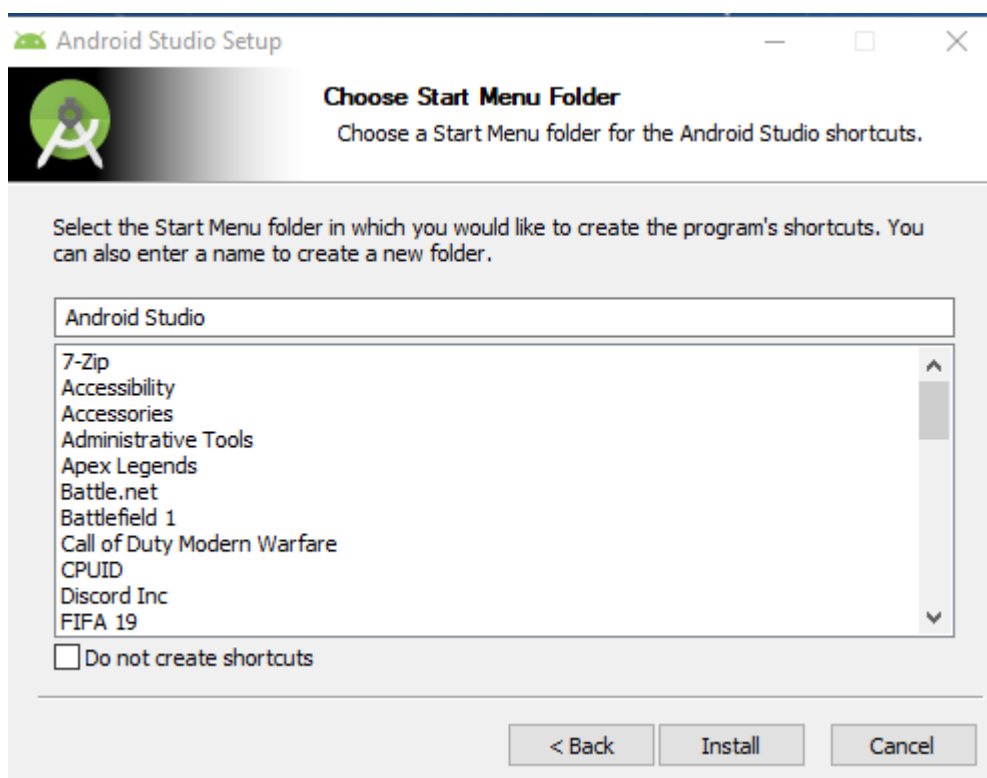 Android Studio Setup
Choose Start Menu Folder
Choose a Start Menu folder for the Android Studio shortcuts.
Select the Start Menu folder in which you would like to create the program's shortcuts. You
can also enter a name to create a new folder.
Android Studio
7-Zip
Accessibility
Accessories
Administrative Tools
Apex Legends
Battle.net
Battlefield 1
Call of Duty Modern Warfare
CPUID
Discord Inc
FIFA 19
Do not create shortcuts
< Back
Install
Cancel